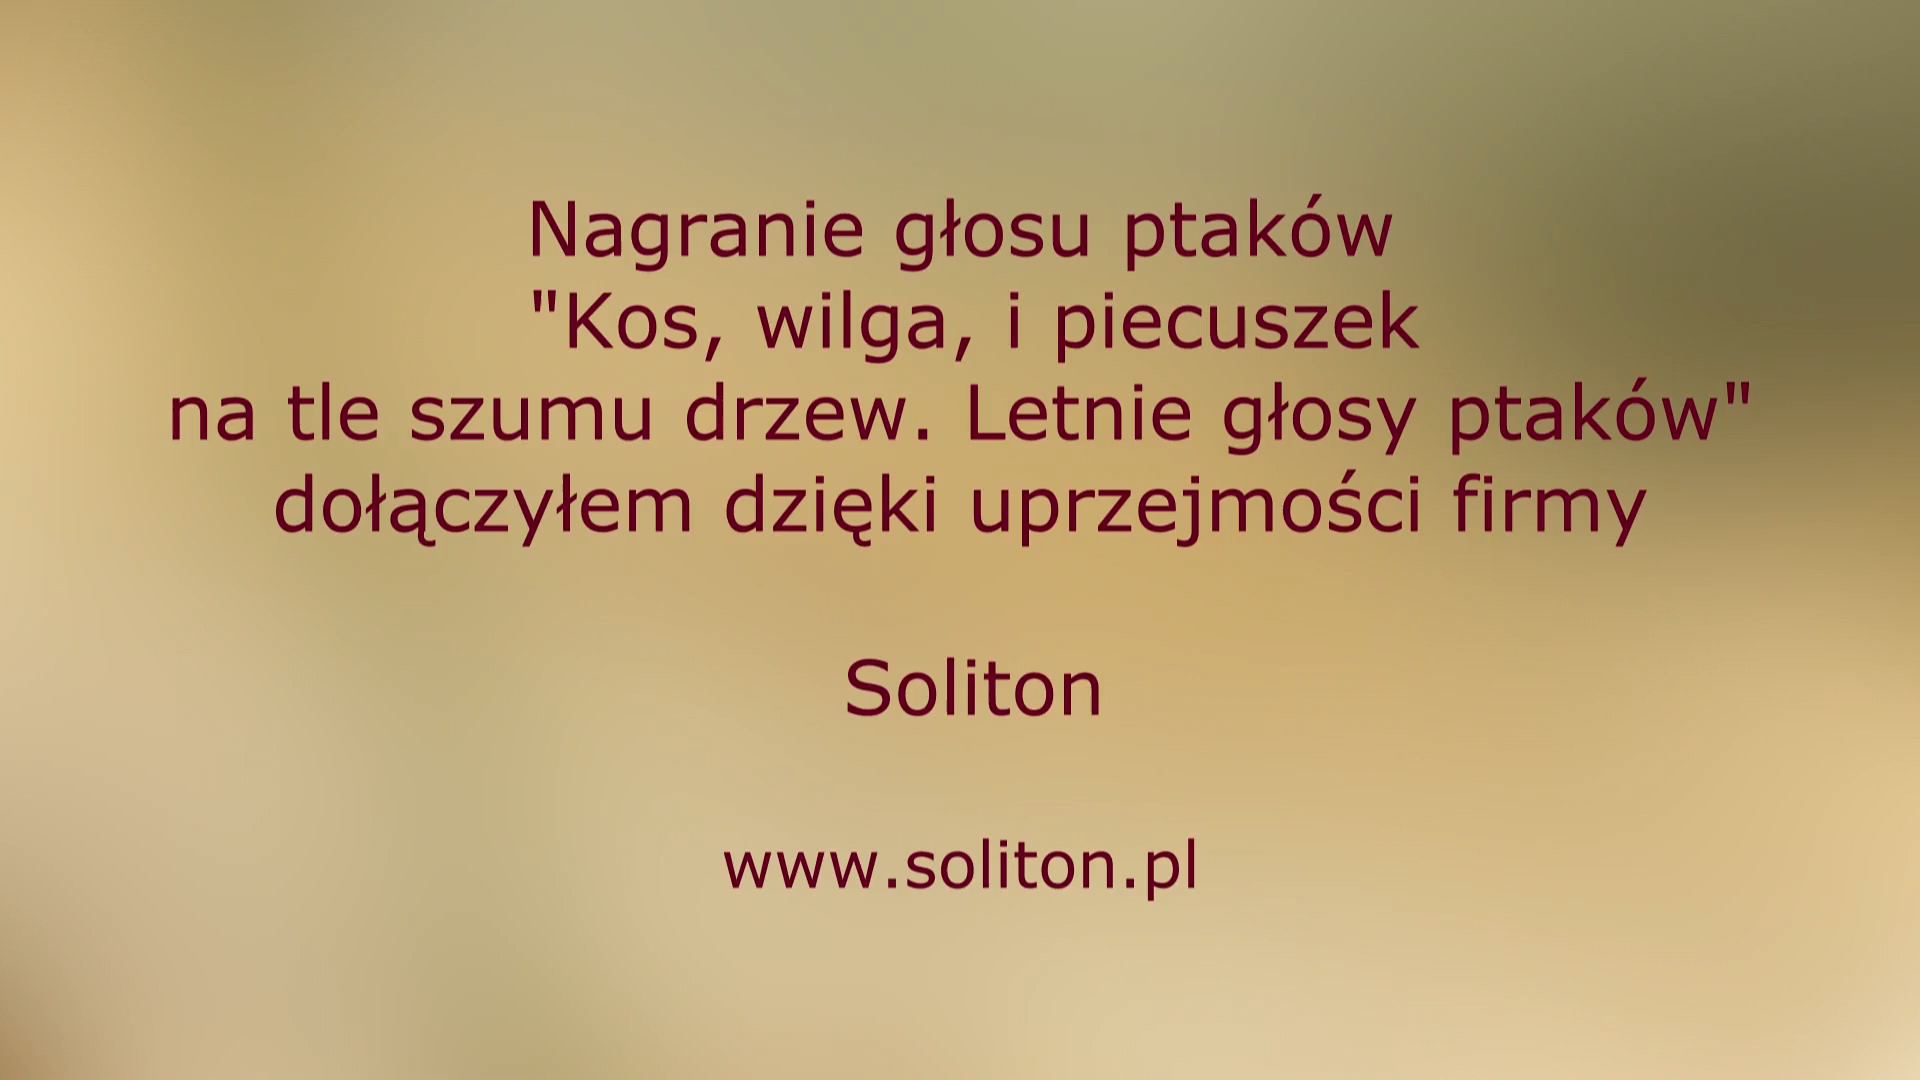 Nagranie głosu ptaków
"Kos, wilga, i piecuszek
na tle szumu drzew. Letnie głosy ptaków"
dołączyłem dzięki uprzejmości firmy
Soliton
www.soliton.pl